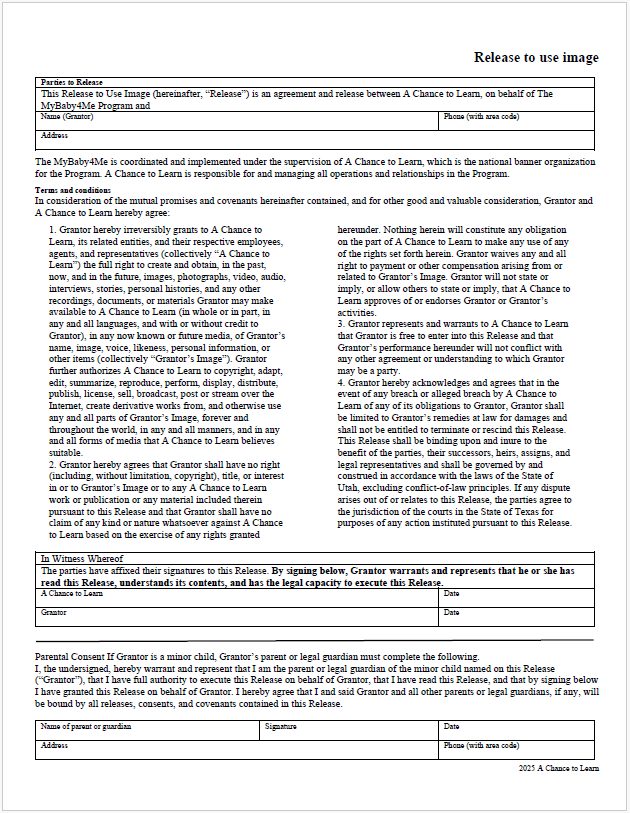 Release to use image
Parties to Release
This Release to Use Image (hereinafter, “Release”) is an agreement and release between A Chance to Learn, on behalf of The
MyBaby4Me Program and
Name (Grantor)
Phone (with area code)
Address
The MyBaby4Me is coordinated and implemented under the supervision of A Chance to Learn, which is the national banner organization
for the Program. A Chance to Learn is responsible for and managing all operations and relationships in the Program.
Terms and conditions
In consideration of the mutual promises and covenants hereinafter contained, and for other good and valuable consideration, Grantor and
A Chance to Learn hereby agree:
1. Grantor hereby irreversibly grants to A Chance to
Learn, its related entities, and their respective employees,
agents, and representatives (collectively “A Chance to
Learn”) the full right to create and obtain, in the past,
now, and in the future, images, photographs, video, audio,
interviews, stories, personal histories, and any other
recordings, documents, or materials Grantor may make
available to A Chance to Learn (in whole or in part, in
any and all languages, and with or without credit to
Grantor), in any now known or future media, of Grantor’s
name, image, voice, likeness, personal information, or
other items (collectively “Grantor’s Image”). Grantor
further authorizes A Chance to Learn to copyright, adapt,
edit, summarize, reproduce, perform, display, distribute,
publish, license, sell, broadcast, post or stream over the
Internet, create derivative works from, and otherwise use
any and all parts of Grantor’s Image, forever and
throughout the world, in any and all manners, and in any
and all forms of media that A Chance to Learn believes
suitable.
2. Grantor hereby agrees that Grantor shall have no right
(including, without limitation, copyright), title, or interest
in or to Grantor’s Image or to any A Chance to Learn
work or publication or any material included therein
pursuant to this Release and that Grantor shall have no
claim of any kind or nature whatsoever against A Chance
to Learn based on the exercise of any rights granted
hereunder. Nothing herein will constitute any obligation
on the part of A Chance to Learn to make any use of any
of the rights set forth herein. Grantor waives any and all
right to payment or other compensation arising from or
related to Grantor’s Image. Grantor will not state or
imply, or allow others to state or imply, that A Chance to
Learn approves of or endorses Grantor or Grantor’s
activities.
3. Grantor represents and warrants to A Chance to Learn
that Grantor is free to enter into this Release and that
Grantor’s performance hereunder will not conflict with
any other agreement or understanding to which Grantor
may be a party.
4. Grantor hereby acknowledges and agrees that in the
event of any breach or alleged breach by A Chance to
Learn of any of its obligations to Grantor, Grantor shall
be limited to Grantor’s remedies at law for damages and
shall not be entitled to terminate or rescind this Release.
This Release shall be binding upon and inure to the
benefit of the parties, their successors, heirs, assigns, and
legal representatives and shall be governed by and
construed in accordance with the laws of the State of
Utah, excluding conflict-of-law principles. If any dispute
arises out of or relates to this Release, the parties agree to
the jurisdiction of the courts in the State of Texas for
purposes of any action instituted pursuant to this Release.
In Witness Whereof
The parties have affixed their signatures to this Release. By signing below, Grantor warrants and represents that he or she has
read this Release, understands its contents, and has the legal capacity to execute this Release.
A Chance to Learn
Date
Grantor
Date
Parental Consent If Grantor is a minor child, Grantor’s parent or legal guardian must complete the following.
I, the undersigned, hereby warrant and represent that I am the parent or legal guardian of the minor child named on this Release
(“Grantor”), that I have full authority to execute this Release on behalf of Grantor, that I have read this Release, and that by signing below
I have granted this Release on behalf of Grantor. I hereby agree that I and said Grantor and all other parents or legal guardians, if any, will
be bound by all releases, consents, and covenants contained in this Release.
Name of parent or guardian
Signature
Date
Address
Phone (with area code)
2025 A Chance to Learn